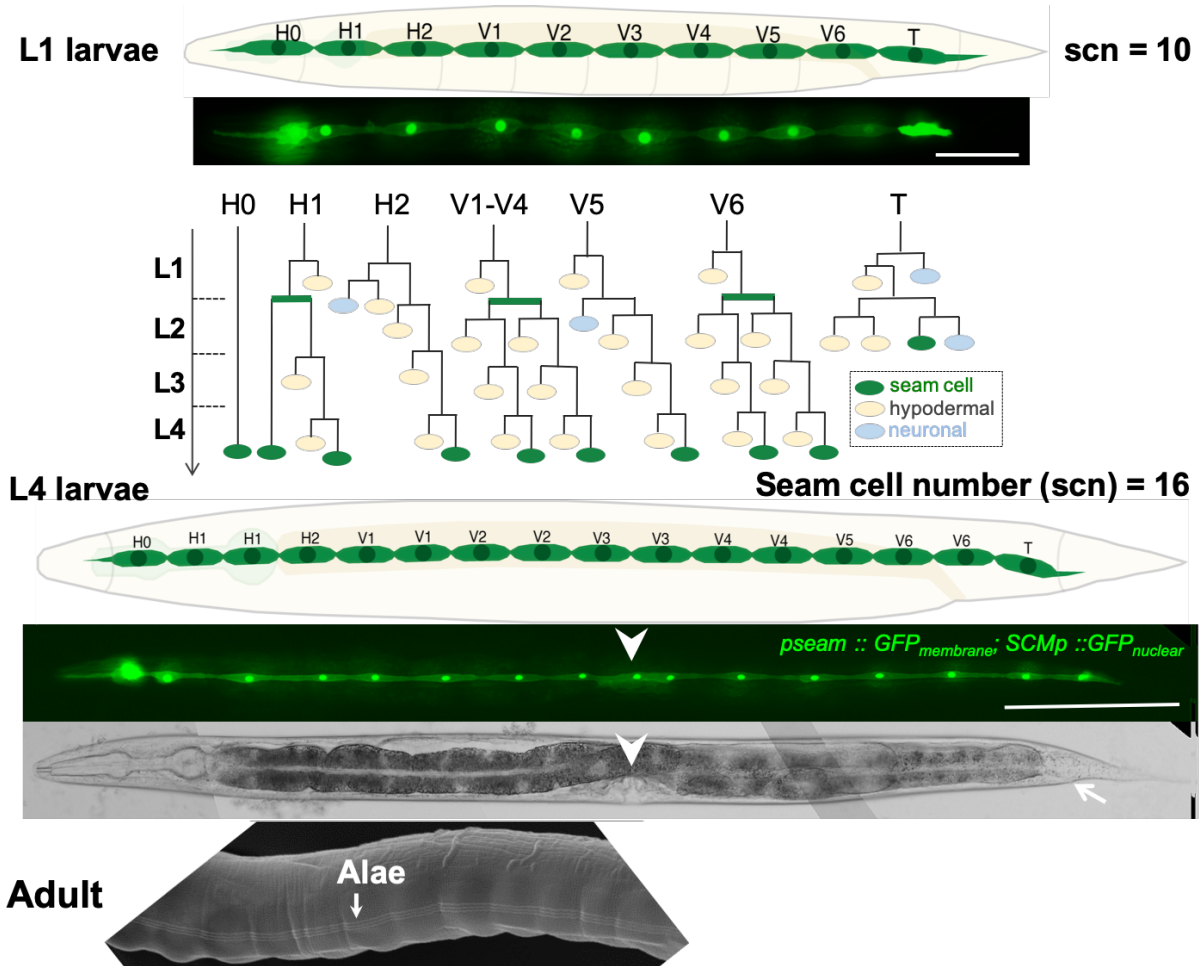 H0 H1 H2 V1 V2 V3 V4 V5 V6 T
L1 larvae
scn = 10
H0 H1 H2 V1-V4 V5 V6 T
L1
L2
L3
L4
seam cell
hypodermal
neuronal
L4 larvae
Seam cell number (scn) = 16
H0 H1 H1 H2 V1 V1 V2 V2 V3 V3 V4 V4 V5 V6 V6 T
pseam :: GFPmembrane; SCMp ::GFPnuclear
Alae
Adult